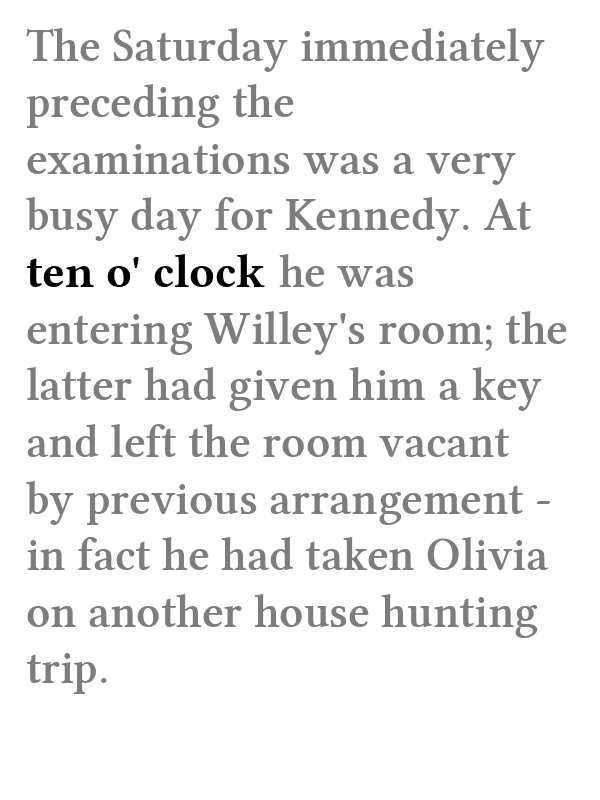 The Saturday immediately
preceding the
examinations was a very
busy day for Kennedy. At
ten o' clock he was
entering Willey's room; the
latter had given him a key
and left the room vacant
by previous arrangement -
in fact he had taken Olivia
on another house hunting
trip.